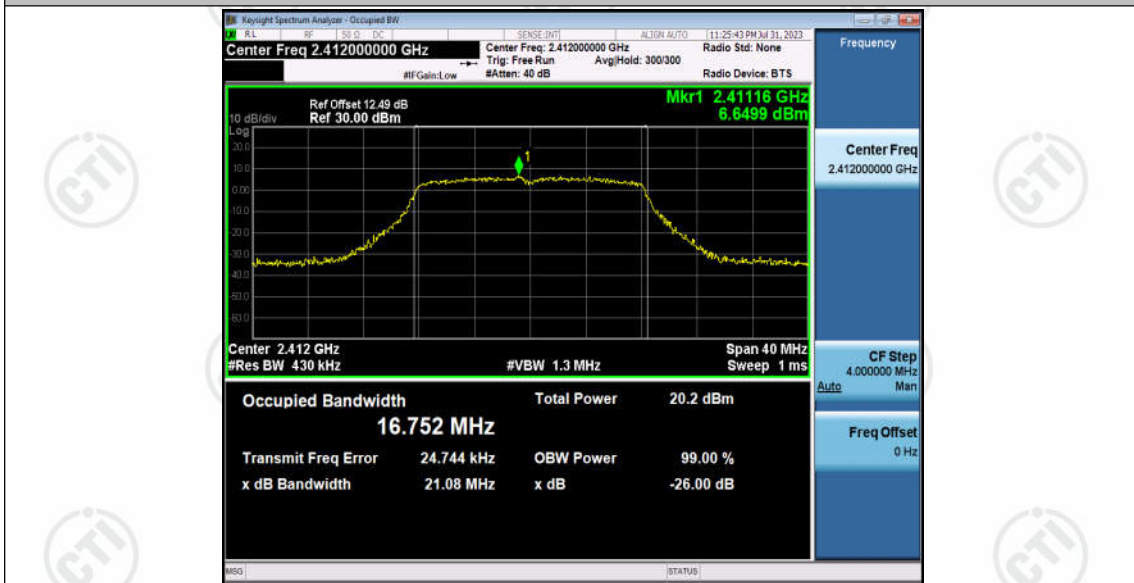 Keysight Spectrum Analyzer - Occupied BW
RL RF 50 Ω DC SENSE:INT ALIGN AUTO 11:25:43 PM Jul 31, 2023
Center Freq 2.412000000 GHz
Center Freq: 2.412000000 GHz
Radio Std: None
Trig: Free Run Avg|Hold: 300/300
#IFGain:Low #Atten: 40 dB Radio Device: BTS
Frequency
Ref Offset 12.49 dB
10 dB/div Ref 30.00 dBm
Mkr1 2.41116 GHz
6.6499 dBm
Log
20.0
10.0
0.00
-10.0
-20.0
-30.0
-40.0
-50.0
-60.0
1
Center Freq
2.412000000 GHz
Center 2.412 GHz Span 40 MHz
#Res BW 430 kHz #VBW 1.3 MHz Sweep 1 ms
CF Step
4.000000 MHz
Auto Man
Freq Offset
0 Hz
Occupied Bandwidth Total Power 20.2 dBm
16.752 MHz
Transmit Freq Error 24.744 kHz OBW Power 99.00 %
x dB Bandwidth 21.08 MHz x dB -26.00 dB
MSG STATUS
CTI
CTI
CTI
CTI